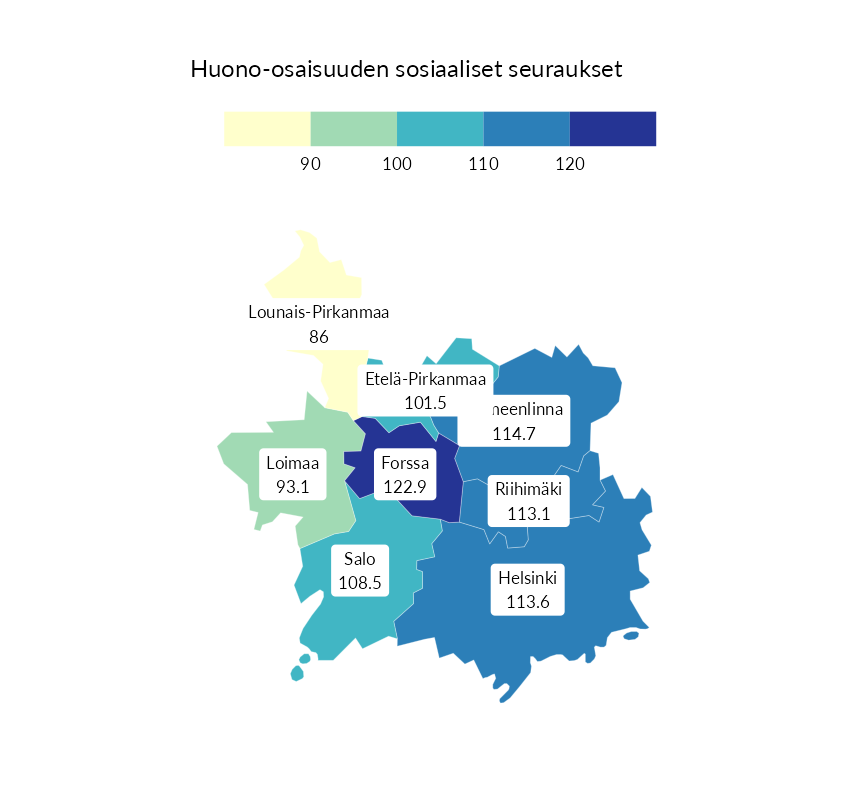 Huono-osaisuuden sosiaaliset seuraukset
90 100 110 120
Lounais-Pirkanmaa
86
Etelä-Pirkanmaa
101.5
meenlinna
114.7
Loimaa
93.1
Forssa
122.9
Riihimäki
113.1
Salo
108.5
Helsinki
113.6